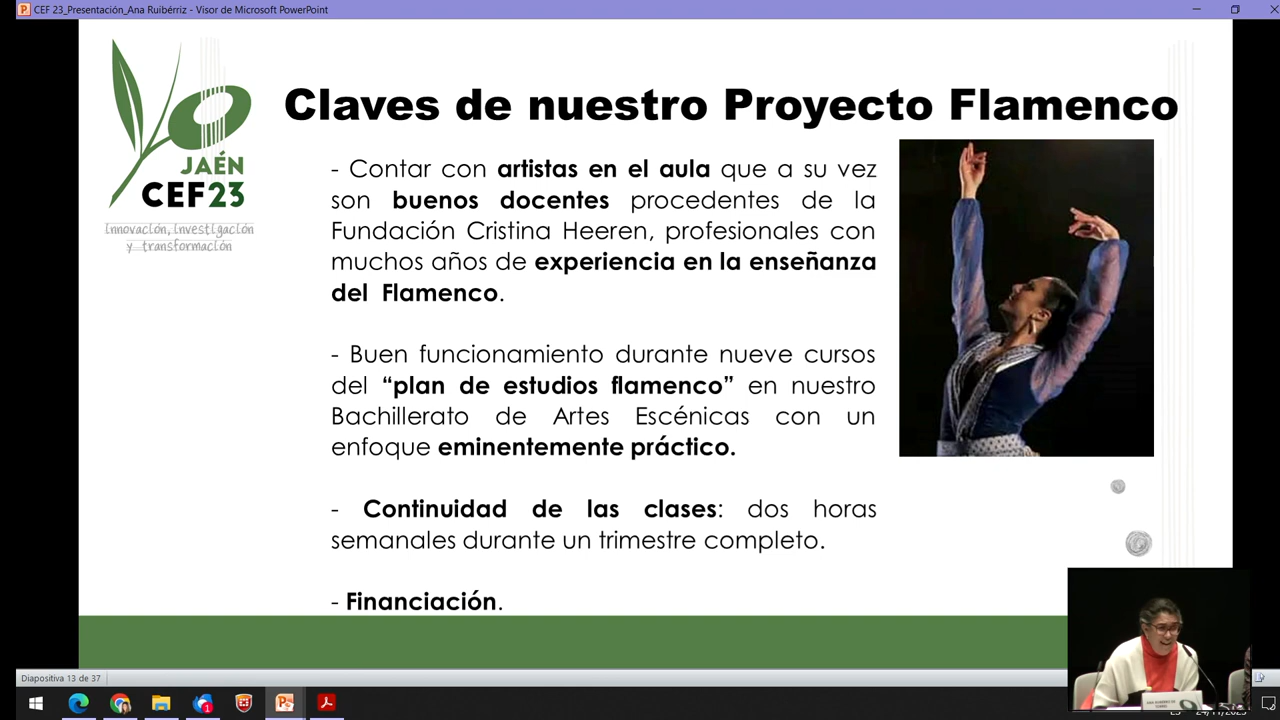 CEF 23_Presentación_Ana Ruibérriz - Visor de Microsoft PowerPoint
JAÉN
CEF23
Innovación, investigación
y transformación
Claves de nuestro Proyecto Flamenco
- Contar con artistas en el aula que a su vez
son buenos docentes procedentes de la
Fundación Cristina Heeren, profesionales con
muchos años de experiencia en la enseñanza
del Flamenco.
- Buen funcionamiento durante nueve cursos
del “plan de estudios flamenco” en nuestro
Bachillerato de Artes Escénicas con un
enfoque eminentemente práctico.
- Continuidad de las clases: dos horas
semanales durante un trimestre completo.
- Financiación.
Diapositiva 13 de 37